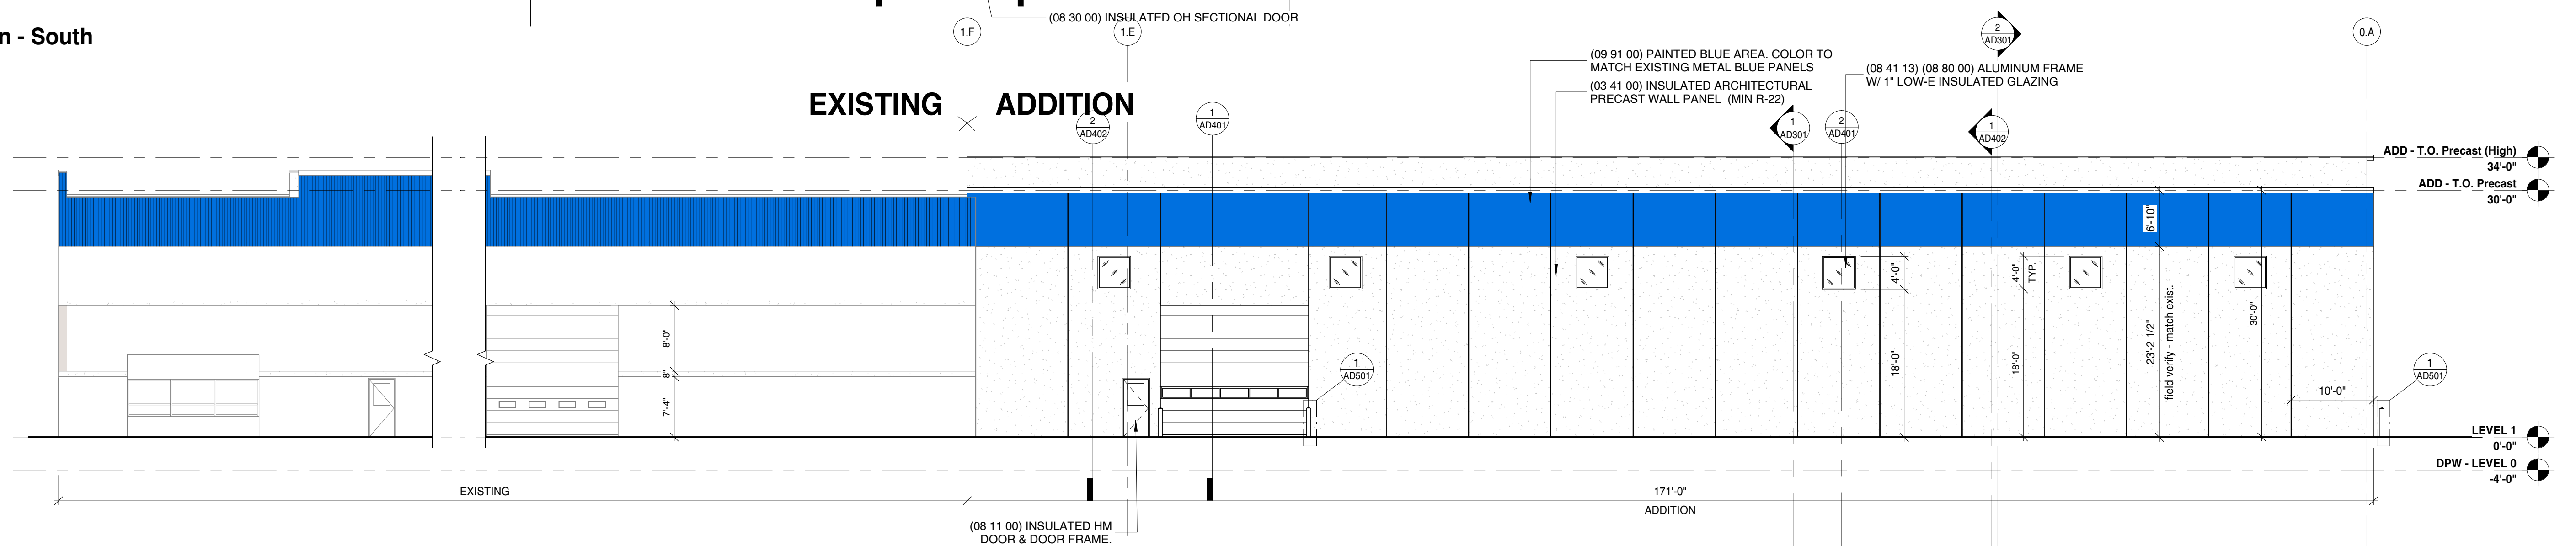 (08 30 00) INSULATED OH SECTIONAL DOOR
n - South
1.F
1.E
2
AD301
0.A
(09 91 00) PAINTED BLUE AREA. COLOR TO
MATCH EXISTING METAL BLUE PANELS
(08 41 13) (08 80 00) ALUMINUM FRAME
W/ 1" LOW-E INSULATED GLAZING
(03 41 00) INSULATED ARCHITECTURAL
PRECAST WALL PANEL (MIN R-22)
EXISTING ADDITION
2
AD402
1
AD401
1
AD301
2
AD401
1
AD402
ADD - T.O. Precast (High)
34'-0"
ADD - T.O. Precast
30'-0"
6'-10"
4'-0"
4'-0"
TYP.
8'-0"
8"
7'-4"
18'-0"
18'-0"
23'-2 1/2"
field verify - match exist.
30'-0"
1
AD501
1
AD501
10'-0"
LEVEL 1
0'-0"
DPW - LEVEL 0
-4'-0"
EXISTING
171'-0"
ADDITION
(08 11 00) INSULATED HM
DOOR & DOOR FRAME.